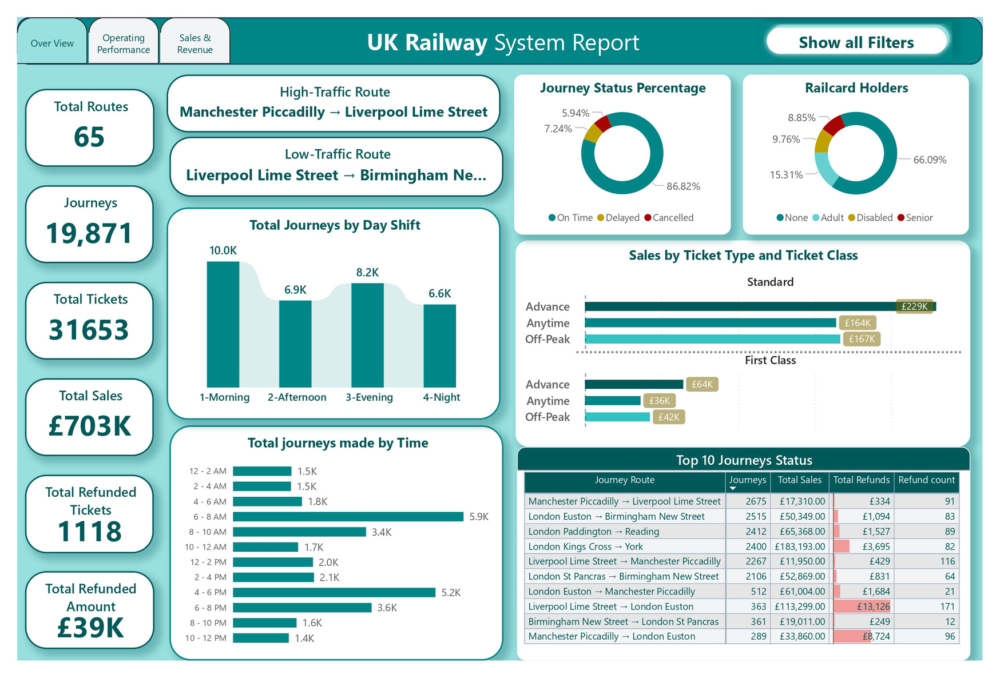 Over View
Operating
Performance
Sales &
Revenue
UK Railway System Report
Show all Filters
Total Routes
65
Journeys
19,871
Total Tickets
31653
Total Sales
£703K
Total Refunded
Tickets
1118
Total Refunded
Amount
£39K
High-Traffic Route
Manchester Piccadilly → Liverpool Lime Street
Low-Traffic Route
Liverpool Lime Street → Birmingham Ne...
Total Journeys by Day Shift
10.0K
6.9K
8.2K
6.6K
1-Morning
2-Afternoon
3-Evening
4-Night
Total journeys made by Time
12 - 2 AM 1.5K
2 - 4 AM 1.5K
4 - 6 AM 1.8K
6 - 8 AM 5.9K
8 - 10 AM 3.4K
10 - 12 AM 1.7K
12 - 2 PM 2.0K
2 - 4 PM 2.1K
4 - 6 PM 5.2K
6 - 8 PM 3.6K
8 - 10 PM 1.6K
10 - 12 PM 1.4K
Journey Status Percentage
5.94%
7.24%
86.82%
On Time Delayed Cancelled
Railcard Holders
8.85%
9.76%
66.09%
15.31%
None Adult Disabled Senior
Sales by Ticket Type and Ticket Class
Standard
Advance £229K
Anytime £164K
Off-Peak £167K
First Class
Advance £64K
Anytime £36K
Off-Peak £42K
Top 10 Journeys Status
Journey Route Journeys Total Sales Total Refunds Refund count
Manchester Piccadilly → Liverpool Lime Street 2675 £17,310.00 £334 91
London Euston → Birmingham New Street 2515 £50,349.00 £1,094 83
London Paddington → Reading 2412 £65,368.00 £1,527 89
London Kings Cross → York 2400 £183,193.00 £3,695 82
Liverpool Lime Street → Manchester Piccadilly 2267 £11,950.00 £429 116
London St Pancras → Birmingham New Street 2106 £52,869.00 £831 64
London Euston → Manchester Piccadilly 512 £61,004.00 £1,684 21
Liverpool Lime Street → London Euston 363 £113,299.00 £13,126 171
Birmingham New Street → London St Pancras 361 £19,011.00 £249 12
Manchester Piccadilly → London Euston 289 £33,860.00 £8,724 96